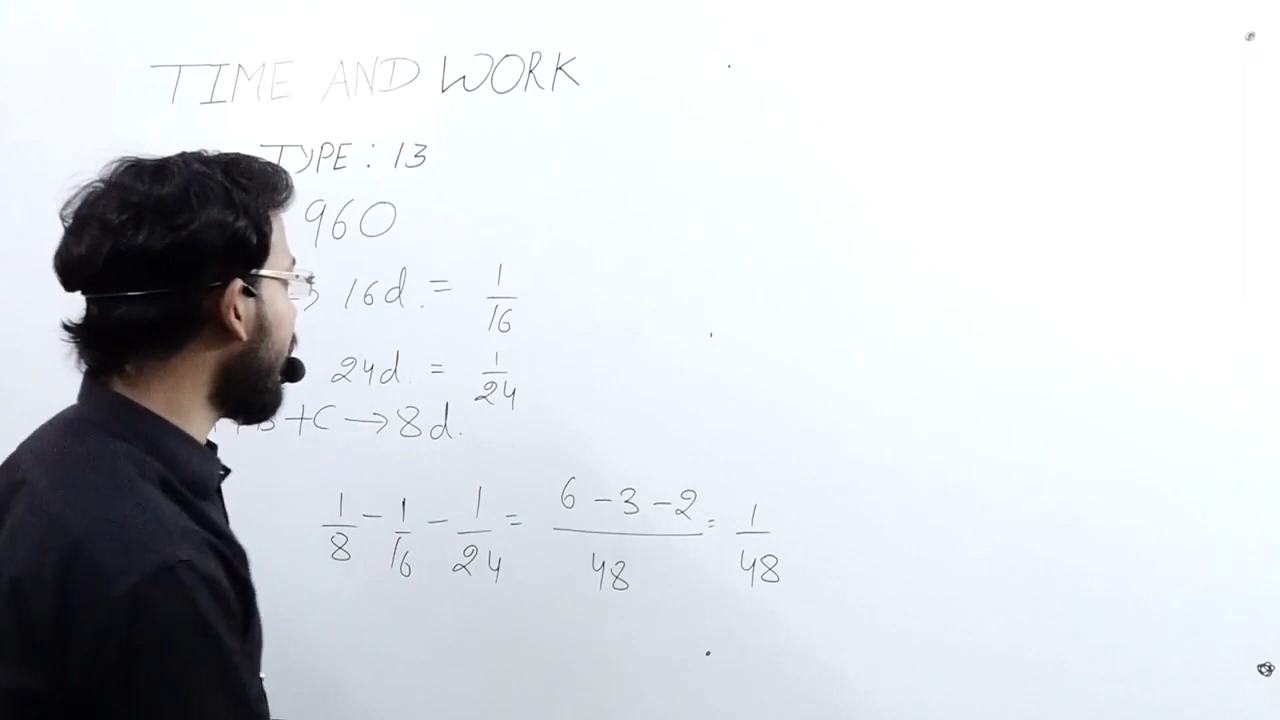 TIME AND WORK
TYPE : 13
960
→ 16d. = 1/16
24d. = 1/24
B+C → 8d.
1/8 - 1/16 - 1/24 = (6-3-2)/48 = 1/48